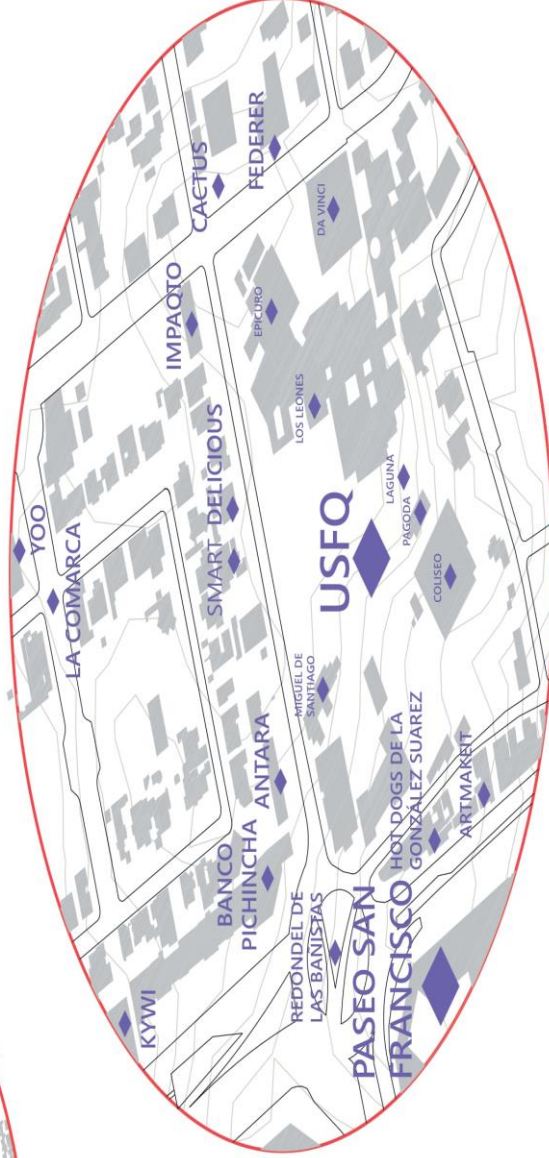 YOO
LA COMARCA
KYWI
IMPAQTO
CACTUS
SMART
DELICIOUS
BANCO
PICHINCHA
ANTARA
EPICURO
FEDERER
REDONDEL DE
LAS BANISTAS
MIGUEL DE
SANTIAGO
LOS LEONES
DA VINCI
USFQ
PASEO SAN
FRANCISCO
HOT DOGS DE LA
GONZÁLEZ SUAREZ
LAGUNA
PAGODA
COLISEO
ARTMAKEIT